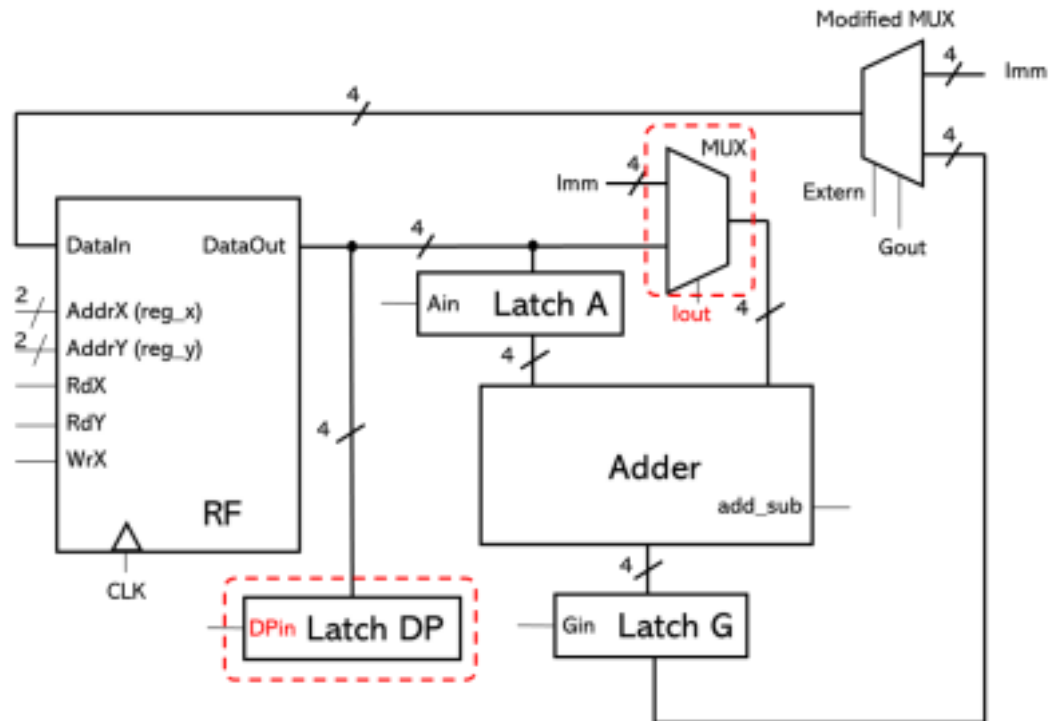 Modified MUX
4
Imm
4
4
MUX
4
Imm
Extern
Gout
DataIn
DataOut
4
2
AddrX (reg_x)
Ain
Latch A
Iout
4
2
AddrY (reg_y)
4
RdX
RdY
4
WrX
Adder
add_sub
RF
CLK
4
DPin
Latch DP
Gin
Latch G